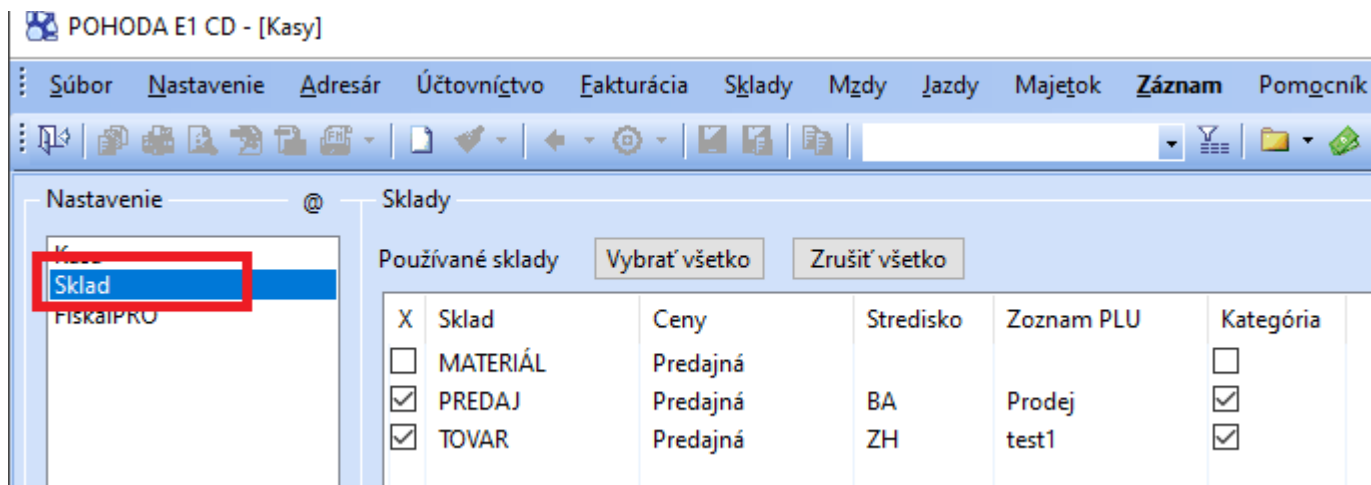 POHODA E1 CD - [Kasy]
Súbor Nastavenie Adresár Účtovníctvo Fakturácia Sklady Mzdy Jazdy Majetok Záznam Pomocník
Nastavenie @ Sklady
Používané sklady Vybrať všetko Zrušiť všetko
Sklad
FiskalPRO
X Sklad Ceny Stredisko Zoznam PLU Kategória
MATERIÁL Predajná
PREDAJ Predajná BA Prodej
TOVAR Predajná ZH test1